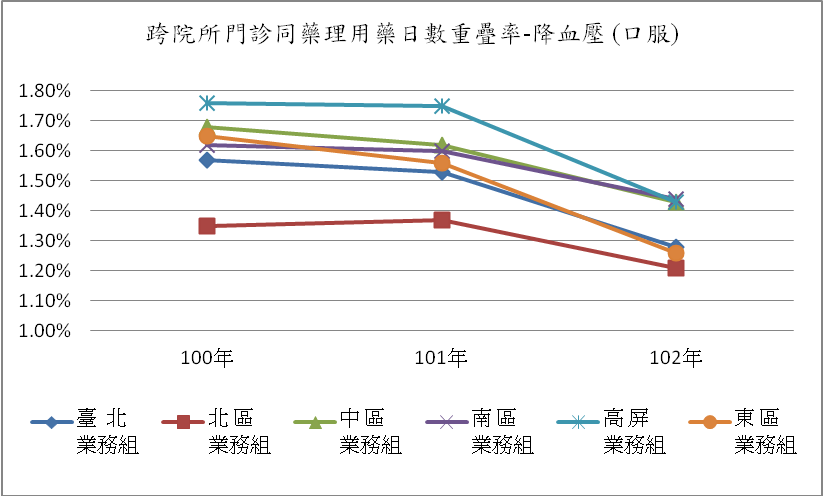 跨院所門診同藥理用藥日數重疊率-降血壓 (口服)
1.80%
1.70%
1.60%
1.50%
1.40%
1.30%
1.20%
1.10%
1.00%
100年 101年 102年
臺 北 北區 中區 南區 高屏 東區
業務組 業務組 業務組 業務組 業務組 業務組